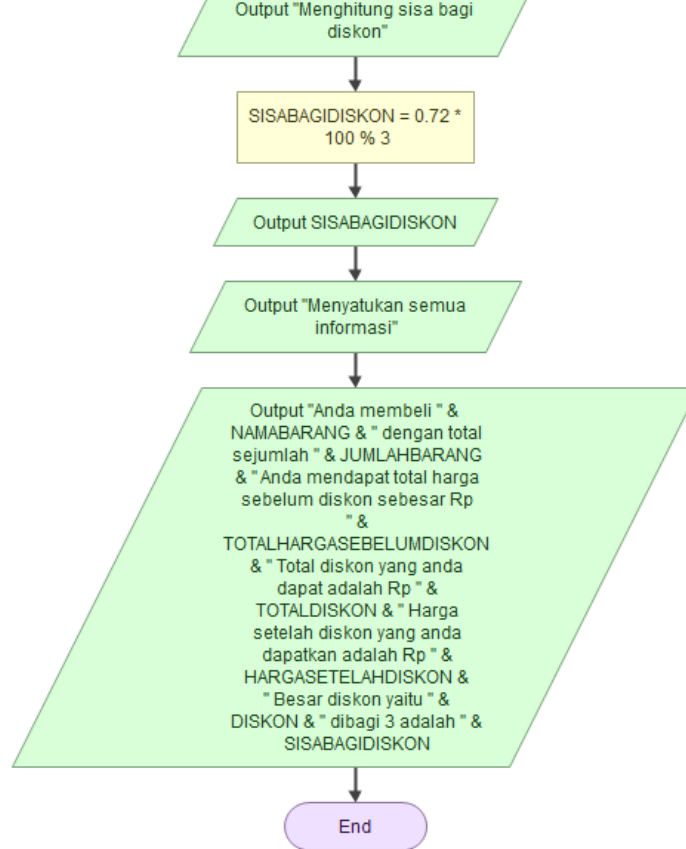 Output "Menghitung sisa bagi
diskon"
SISABAGIDISKON = 0.72 *
100 % 3
Output SISABAGIDISKON
Output "Menyatukan semua
informasi"
Output "Anda membeli " &
NAMABARANG & " dengan total
sejumlah " & JUMLAHBARANG
& " Anda mendapat total harga
sebelum diskon sebesar Rp
" &
TOTALHARGASEBELUMDISKON
& " Total diskon yang anda
dapat adalah Rp " &
TOTALDISKON & " Harga
setelah diskon yang anda
dapatkan adalah Rp " &
HARGASETELAHDISKON &
" Besar diskon yaitu " &
DISKON & " dibagi 3 adalah " &
SISABAGIDISKON
End